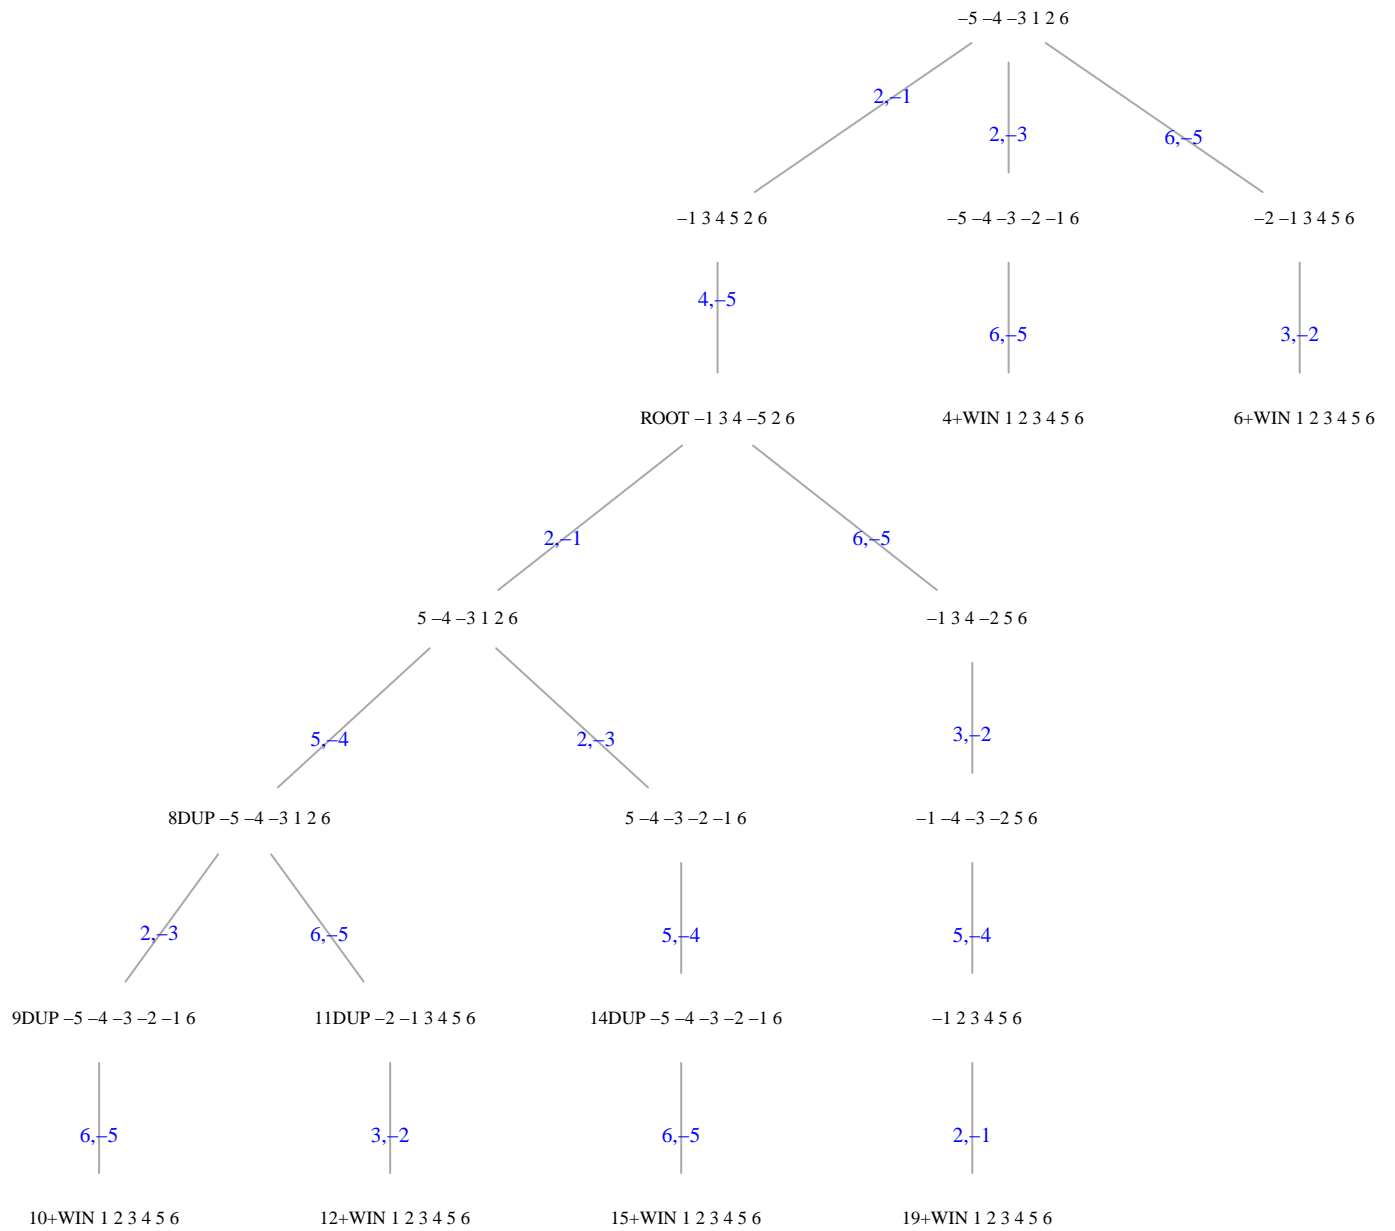 –5 –4 –3 1 2 6
2,–1
2,–3
6,–5
–1 3 4 5 2 6
–5 –4 –3 –2 –1 6
–2 –1 3 4 5 6
4,–5
6,–5
3,–2
ROOT –1 3 4 –5 2 6
4+WIN 1 2 3 4 5 6
6+WIN 1 2 3 4 5 6
2,–1
6,–5
5 –4 –3 1 2 6
–1 3 4 –2 5 6
5,–4
2,–3
3,–2
8DUP –5 –4 –3 1 2 6
5 –4 –3 –2 –1 6
–1 –4 –3 –2 5 6
2,–3
6,–5
5,–4
5,–4
9DUP –5 –4 –3 –2 –1 6
11DUP –2 –1 3 4 5 6
14DUP –5 –4 –3 –2 –1 6
–1 2 3 4 5 6
6,–5
3,–2
6,–5
2,–1
10+WIN 1 2 3 4 5 6
12+WIN 1 2 3 4 5 6
15+WIN 1 2 3 4 5 6
19+WIN 1 2 3 4 5 6